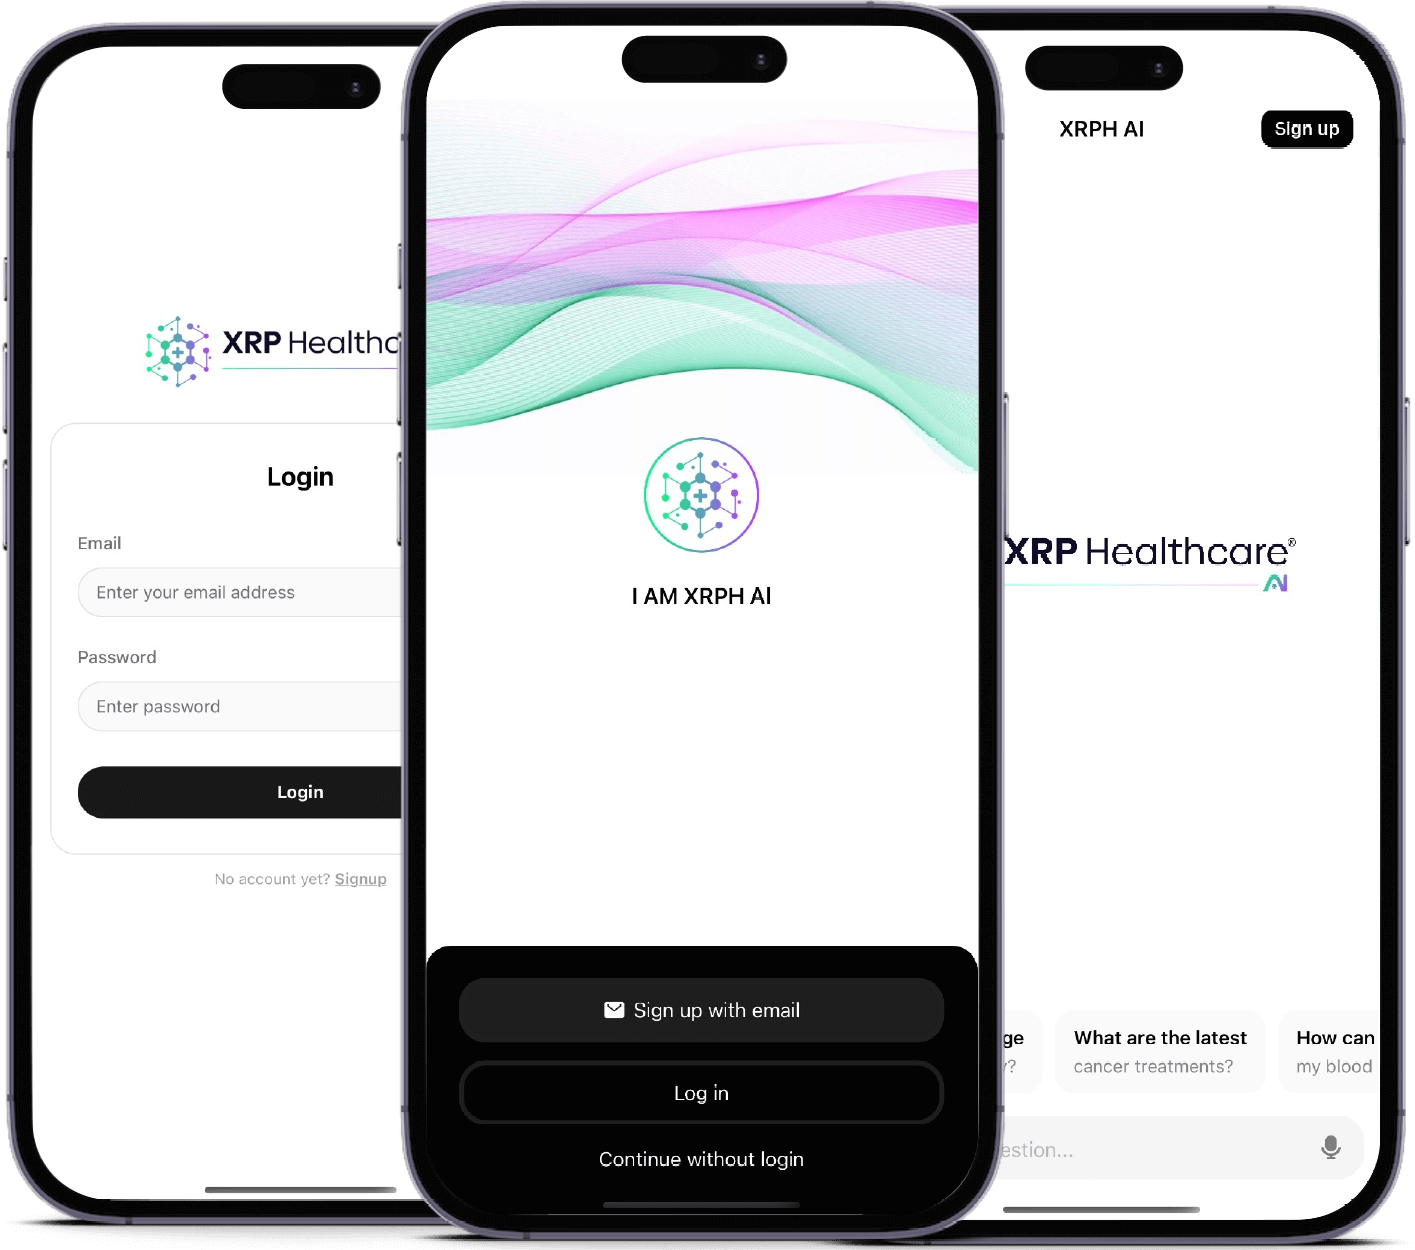 XRP Healthc
Login
Email
Enter your email address
Password
Enter password
Login
No account yet? Signup
I AM XRPH AI
Sign up with email
Log in
Continue without login
XRPH AI
Sign up
XRP Healthcare®
AI
ge
y?
What are the latest
cancer treatments?
How can
my blood
estion...